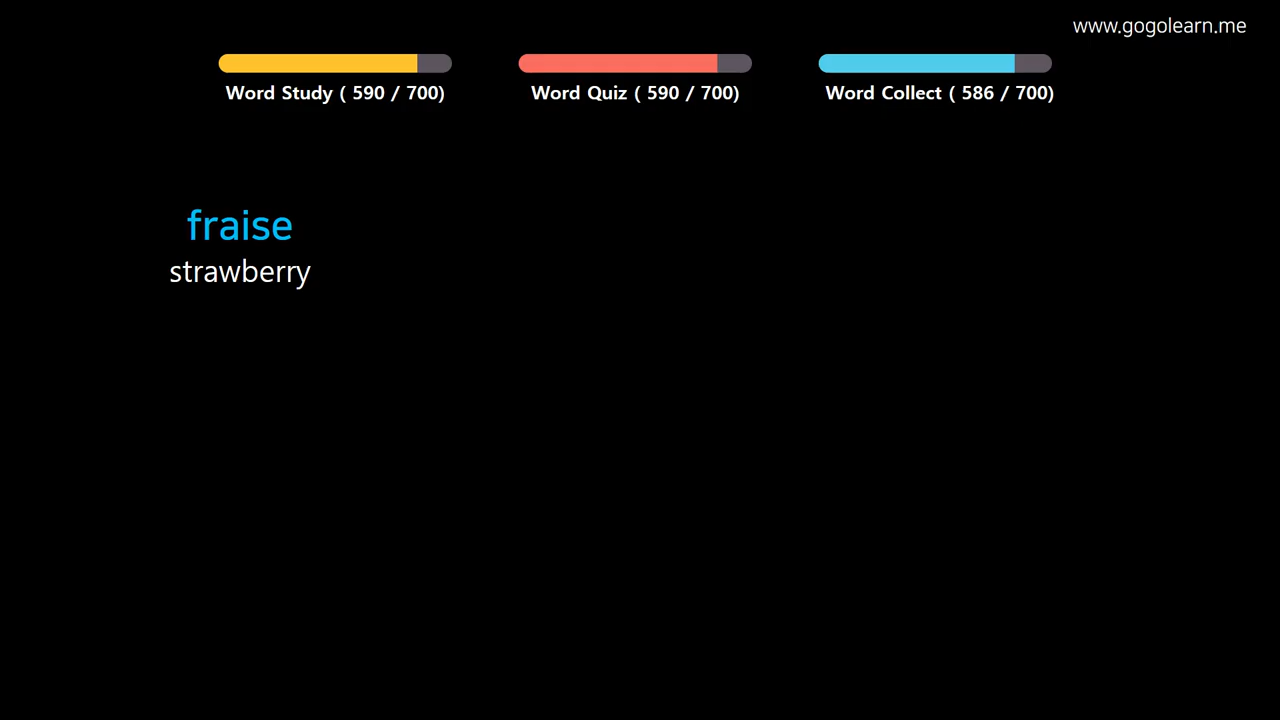 www.gogolearn.me
Word Study ( 590 / 700)
Word Quiz ( 590 / 700)
Word Collect ( 586 / 700)
fraise
strawberry